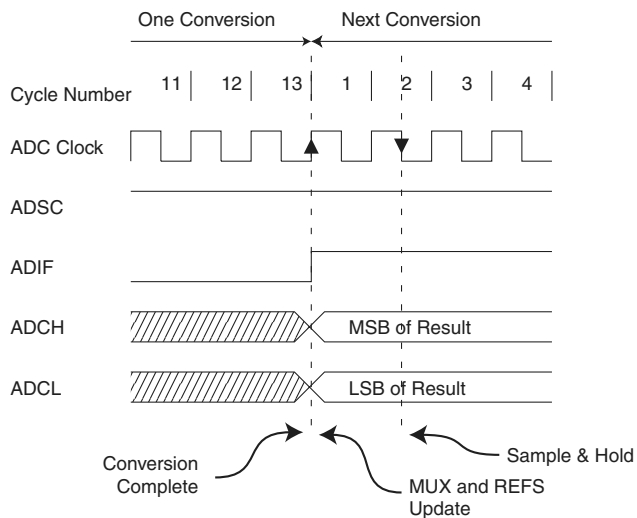 One Conversion Next Conversion
Cycle Number 11 12 13 1 2 3 4
ADC Clock
ADSC
ADIF
ADCH MSB of Result
ADCL LSB of Result
Sample & Hold
Conversion
Complete
MUX and REFS
Update